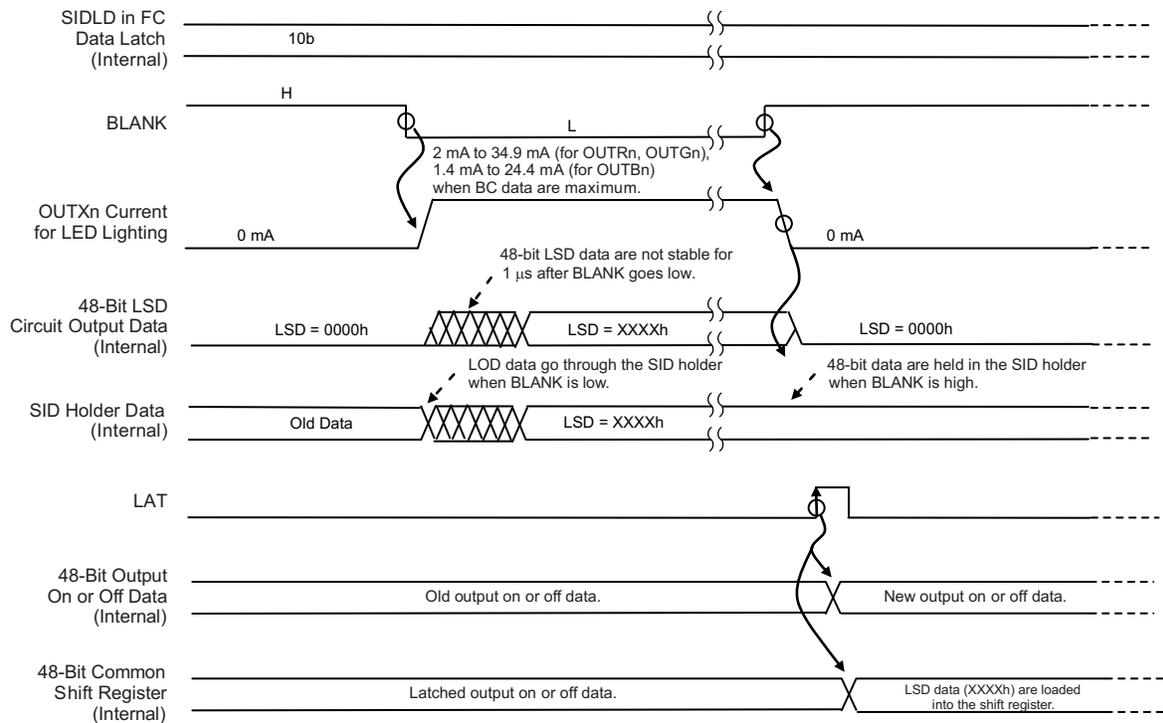 SIDLD in FC
Data Latch
(Internal)
10b
BLANK
H
L
2 mA to 34.9 mA (for OUTRn, OUTGn),
1.4 mA to 24.4 mA (for OUTBn)
when BC data are maximum.
OUTXn Current
for LED Lighting
0 mA
0 mA
48-bit LSD data are not stable for
1 μs after BLANK goes low.
48-Bit LSD
Circuit Output Data
(Internal)
LSD = 0000h
LSD = XXXXh
LSD = 0000h
LOD data go through the SID holder
when BLANK is low.
48-bit data are held in the SID holder
when BLANK is high.
SID Holder Data
(Internal)
Old Data
LSD = XXXXh
LAT
48-Bit Output
On or Off Data
(Internal)
Old output on or off data.
New output on or off data.
48-Bit Common
Shift Register
(Internal)
Latched output on or off data.
LSD data (XXXXh) are loaded
into the shift register.